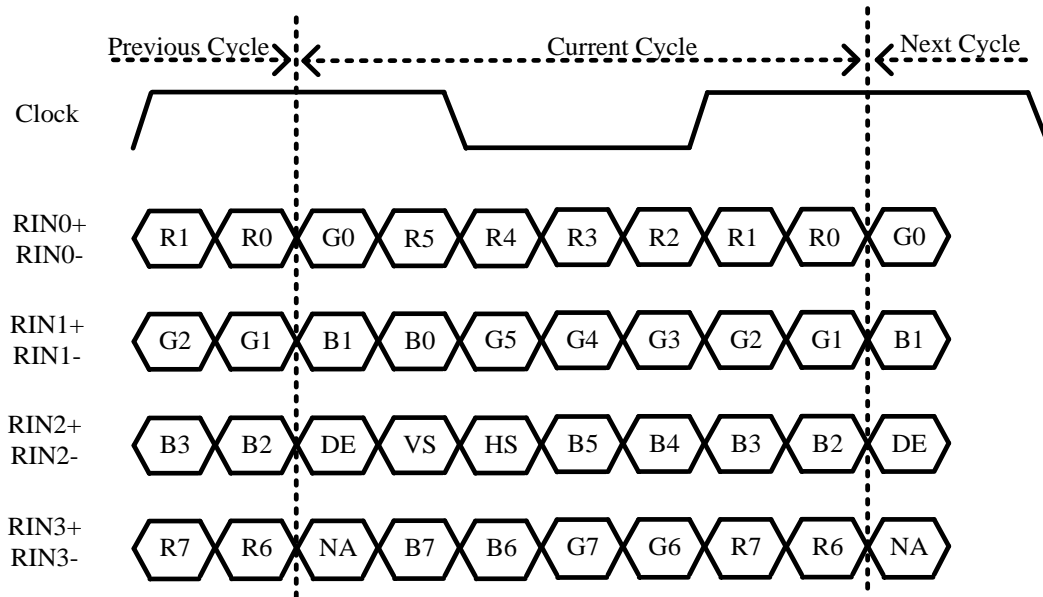 Previous Cycle Current Cycle Next Cycle
Clock
RIN0+
RIN0-
R1 R0 G0 R5 R4 R3 R2 R1 R0 G0
RIN1+
RIN1-
G2 G1 B1 B0 G5 G4 G3 G2 G1 B1
RIN2+
RIN2-
B3 B2 DE VS HS B5 B4 B3 B2 DE
RIN3+
RIN3-
R7 R6 NA B7 B6 G7 G6 R7 R6 NA